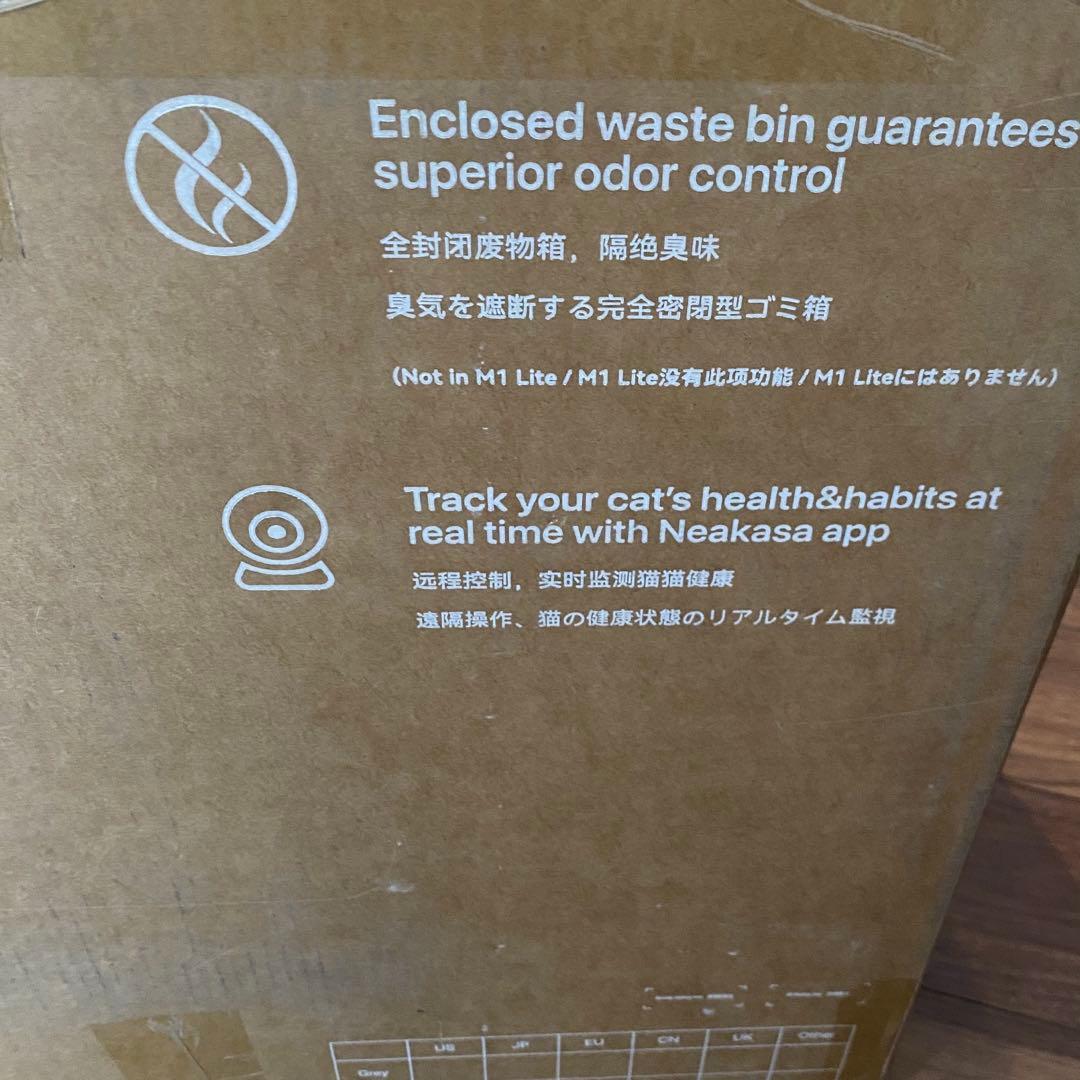 Enclosed waste bin guarantees
superior odor control
全封闭废物箱，隔绝臭味
臭気を遮断する完全密閉型ゴミ箱
（Not in M1 Lite / M1 Lite没有此项功能 / M1 Liteにはありません）
Track your cat's health&habits at
real time with Neakasa app
远程控制，实时监测猫猫健康
遠隔操作、猫の健康状態のリアルタイム監視
US JP EU CN UK Other
Grey